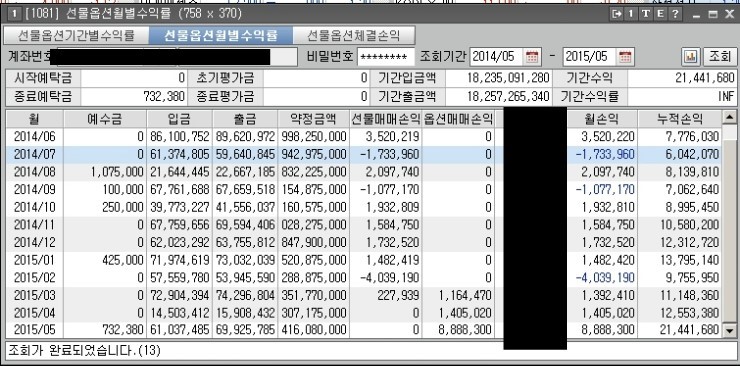 [1081] 선물옵션월별수익률 (758 x 370) 1 T E ?
선물옵션기간별수익률 선물옵션월별수익률 선물옵션체결손익
계좌번호 비밀번호 ******** 조회기간 2014/05 - 2015/05 조회
시작예탁금 0 초기평가금 0 기간입금액 18,235,091,280 기간수익 21,441,680
종료예탁금 732,380 종료평가금 0 기간출금액 18,257,265,340 기간수익률 INF
월 예수금 입금 출금 약정금액 선물매매손익 옵션매매손익 월손익 누적손익
2014/06 0 86,100,752 89,620,972 998,250,000 3,520,219 0 3,520,220 7,776,030
2014/07 0 61,374,805 59,640,845 942,975,000 -1,733,960 0 -1,733,960 6,042,070
2014/08 1,075,000 21,644,445 22,667,185 832,225,000 2,097,740 0 2,097,740 8,139,810
2014/09 100,000 67,761,688 67,659,518 154,875,000 -1,077,170 0 -1,077,170 7,062,640
2014/10 250,000 39,773,227 41,556,037 160,575,000 1,932,809 0 1,932,810 8,995,450
2014/11 0 67,759,656 69,594,406 028,275,000 1,584,750 0 1,584,750 10,580,200
2014/12 0 62,023,292 63,755,812 847,900,000 1,732,520 0 1,732,520 12,312,720
2015/01 425,000 71,974,619 73,032,039 520,875,000 1,482,419 0 1,482,420 13,795,140
2015/02 0 57,559,780 53,945,590 288,875,000 -4,039,190 0 -4,039,190 9,755,950
2015/03 0 72,904,394 74,296,804 351,770,000 227,939 1,164,470 1,392,410 11,148,360
2015/04 0 14,503,412 15,908,432 307,175,000 0 1,405,020 1,405,020 12,553,380
2015/05 732,380 61,037,485 69,925,785 416,080,000 0 8,888,300 8,888,300 21,441,680
조회가 완료되었습니다.(13)